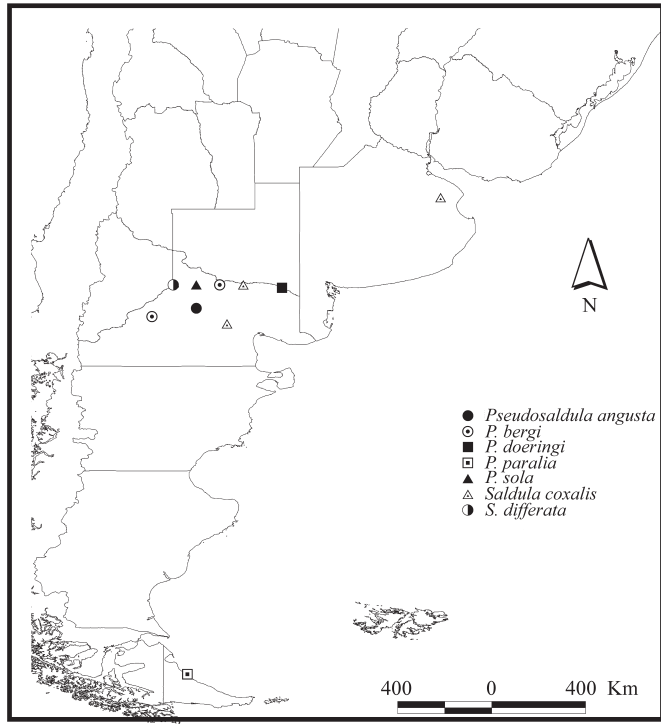 N
Pseudosaldula angusta
P. bergi
P. doeringi
P. paralia
P. sola
Saldula coxalis
S. differata
400 0 400 Km